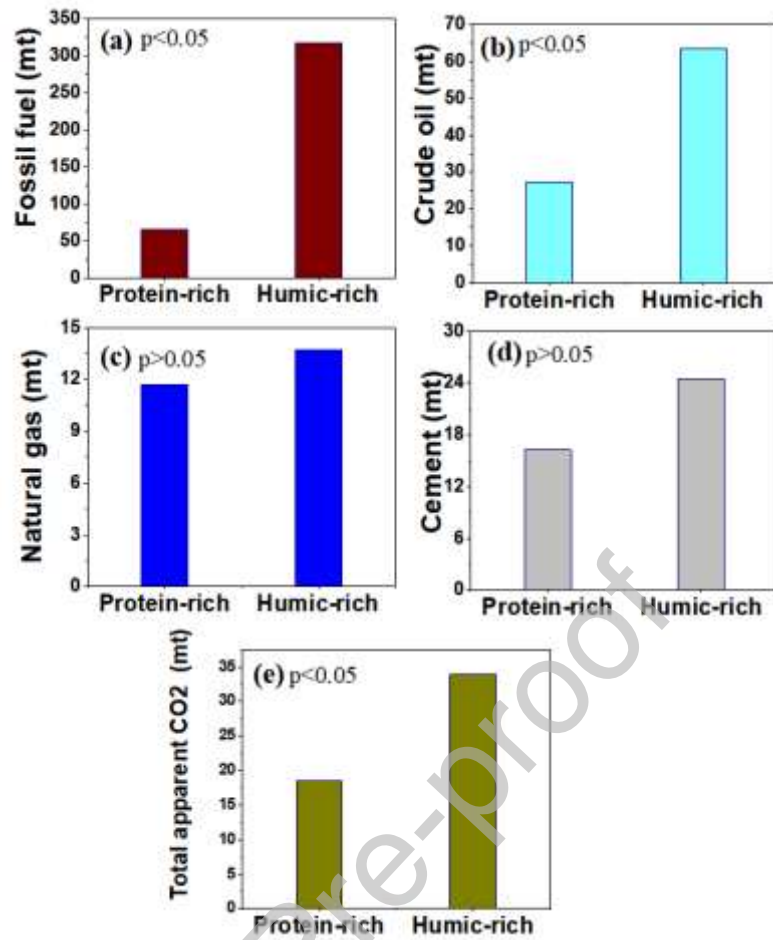 (a) p<0.05
Fossil fuel (mt)
350
300
250
200
150
100
50
0
Protein-rich Humic-rich
(b) p<0.05
Crude oil (mt)
70
60
50
40
30
20
10
0
Protein-rich Humic-rich
(c) p>0.05
Natural gas (mt)
15
12
9
6
3
0
Protein-rich Humic-rich
(d) p>0.05
Cement (mt)
30
24
18
12
6
0
Protein-rich Humic-rich
(e) p<0.05
Total apparent CO2 (mt)
35
30
25
20
15
10
5
0
Protein-rich Humic-rich
Pre-proof